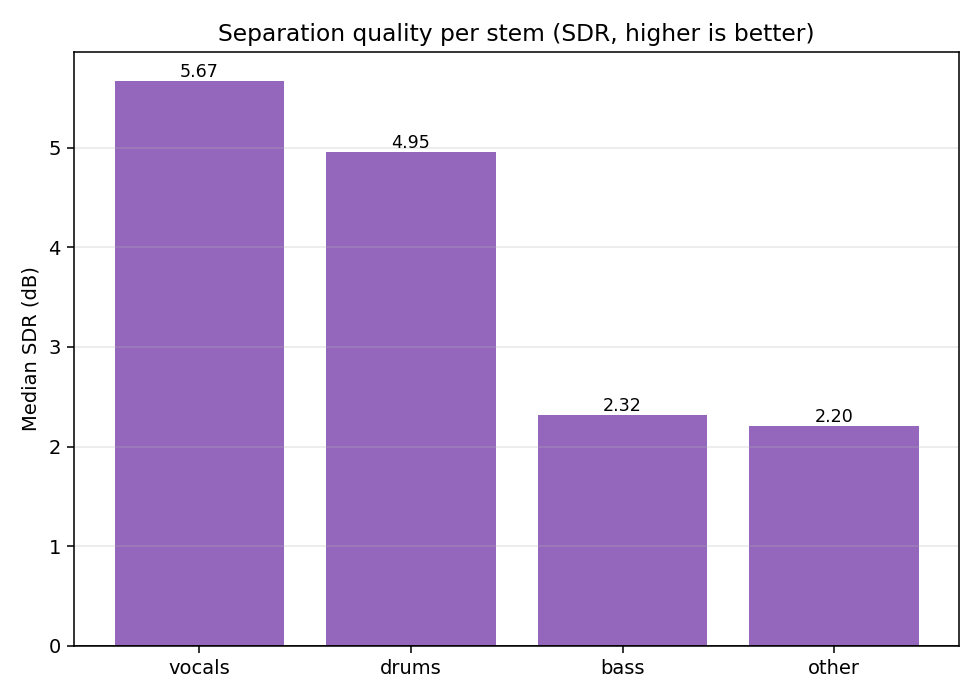 Separation quality per stem (SDR, higher is better)
5.67
4.95
2.32
2.20
5
4
3
2
1
0
Median SDR (dB)
vocals
drums
bass
other